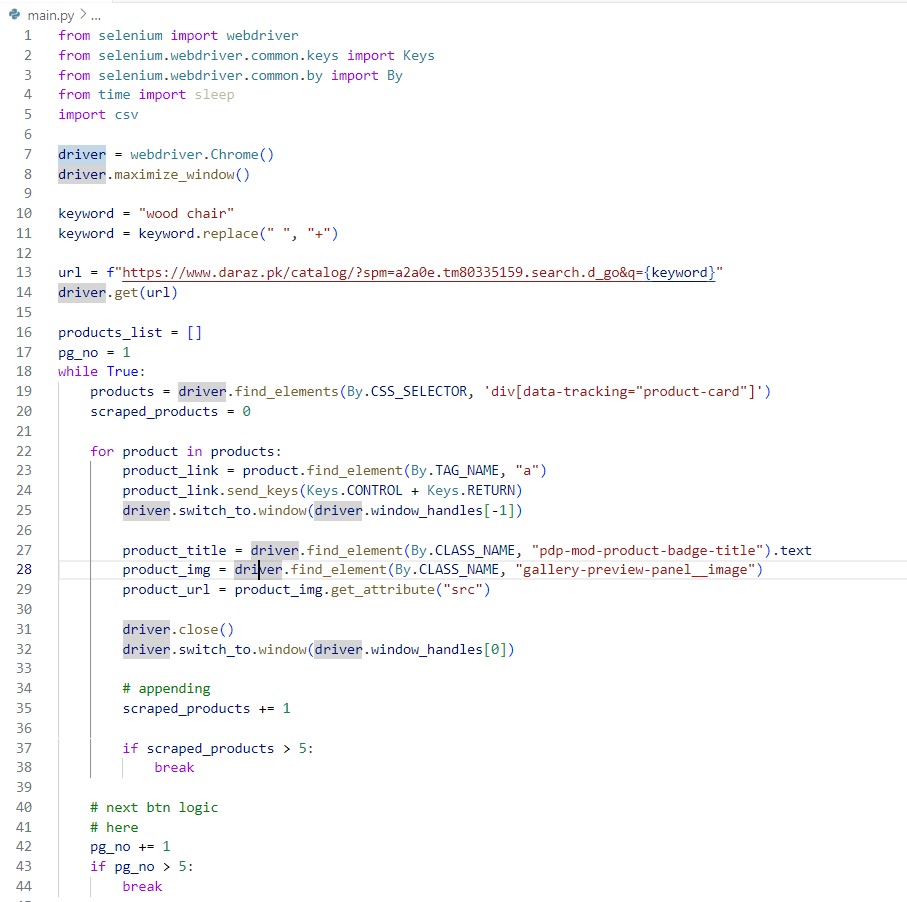 main.py > ...
1 from selenium import webdriver
2 from selenium.webdriver.common.keys import Keys
3 from selenium.webdriver.common.by import By
4 from time import sleep
5 import csv
6
7 driver = webdriver.Chrome()
8 driver.maximize_window()
9
10 keyword = "wood chair"
11 keyword = keyword.replace(" ", "+")
12
13 url = f"https://www.daraz.pk/catalog/?spm=a2a0e.tm80335159.search.d_go&q={keyword}"
14 driver.get(url)
15
16 products_list = []
17 pg_no = 1
18 while True:
19     products = driver.find_elements(By.CSS_SELECTOR, 'div[data-tracking="product-card"]')
20     scraped_products = 0
21
22     for product in products:
23         product_link = product.find_element(By.TAG_NAME, "a")
24         product_link.send_keys(Keys.CONTROL + Keys.RETURN)
25         driver.switch_to.window(driver.window_handles[-1])
26
27         product_title = driver.find_element(By.CLASS_NAME, "pdp-mod-product-badge-title").text
28         product_img = driver.find_element(By.CLASS_NAME, "gallery-preview-panel__image")
29         product_url = product_img.get_attribute("src")
30
31         driver.close()
32         driver.switch_to.window(driver.window_handles[0])
33
34         # appending
35         scraped_products += 1
36
37         if scraped_products > 5:
38             break
39
40     # next btn logic
41     # here
42     pg_no += 1
43     if pg_no > 5:
44         break